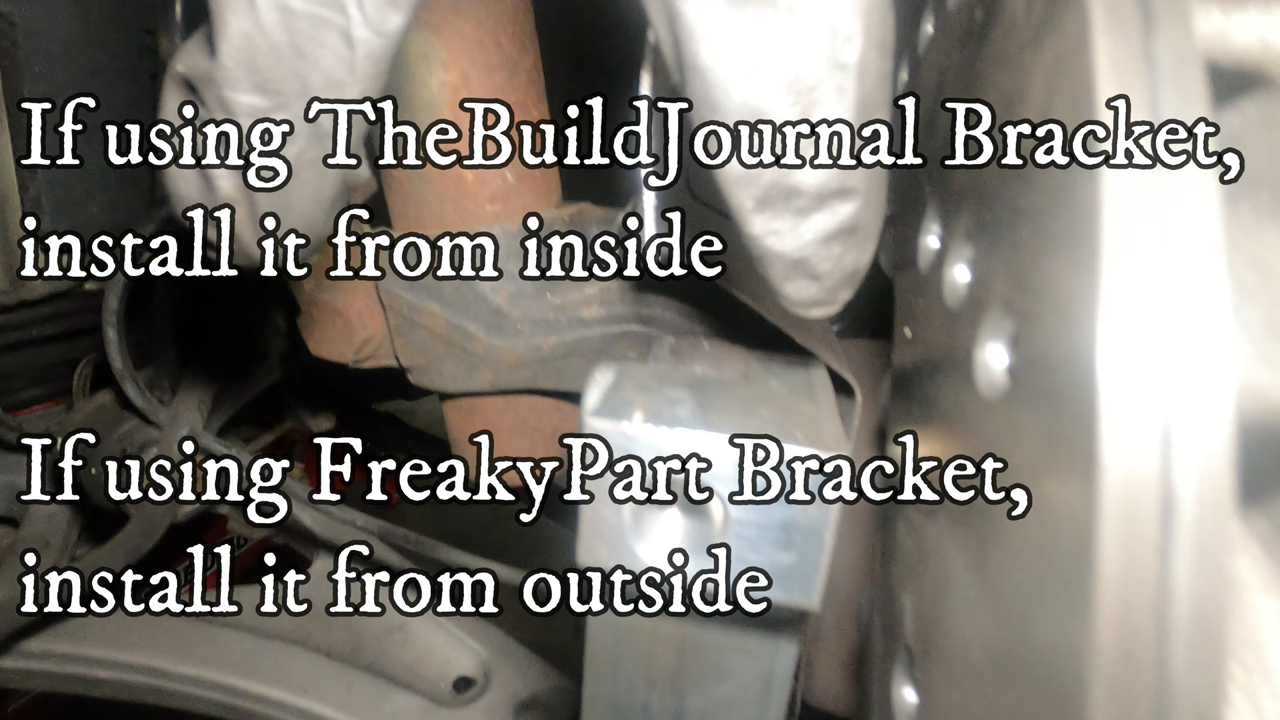 If using TheBuildJournal Bracket,
install it from inside
If using FreakyPart Bracket,
install it from outside